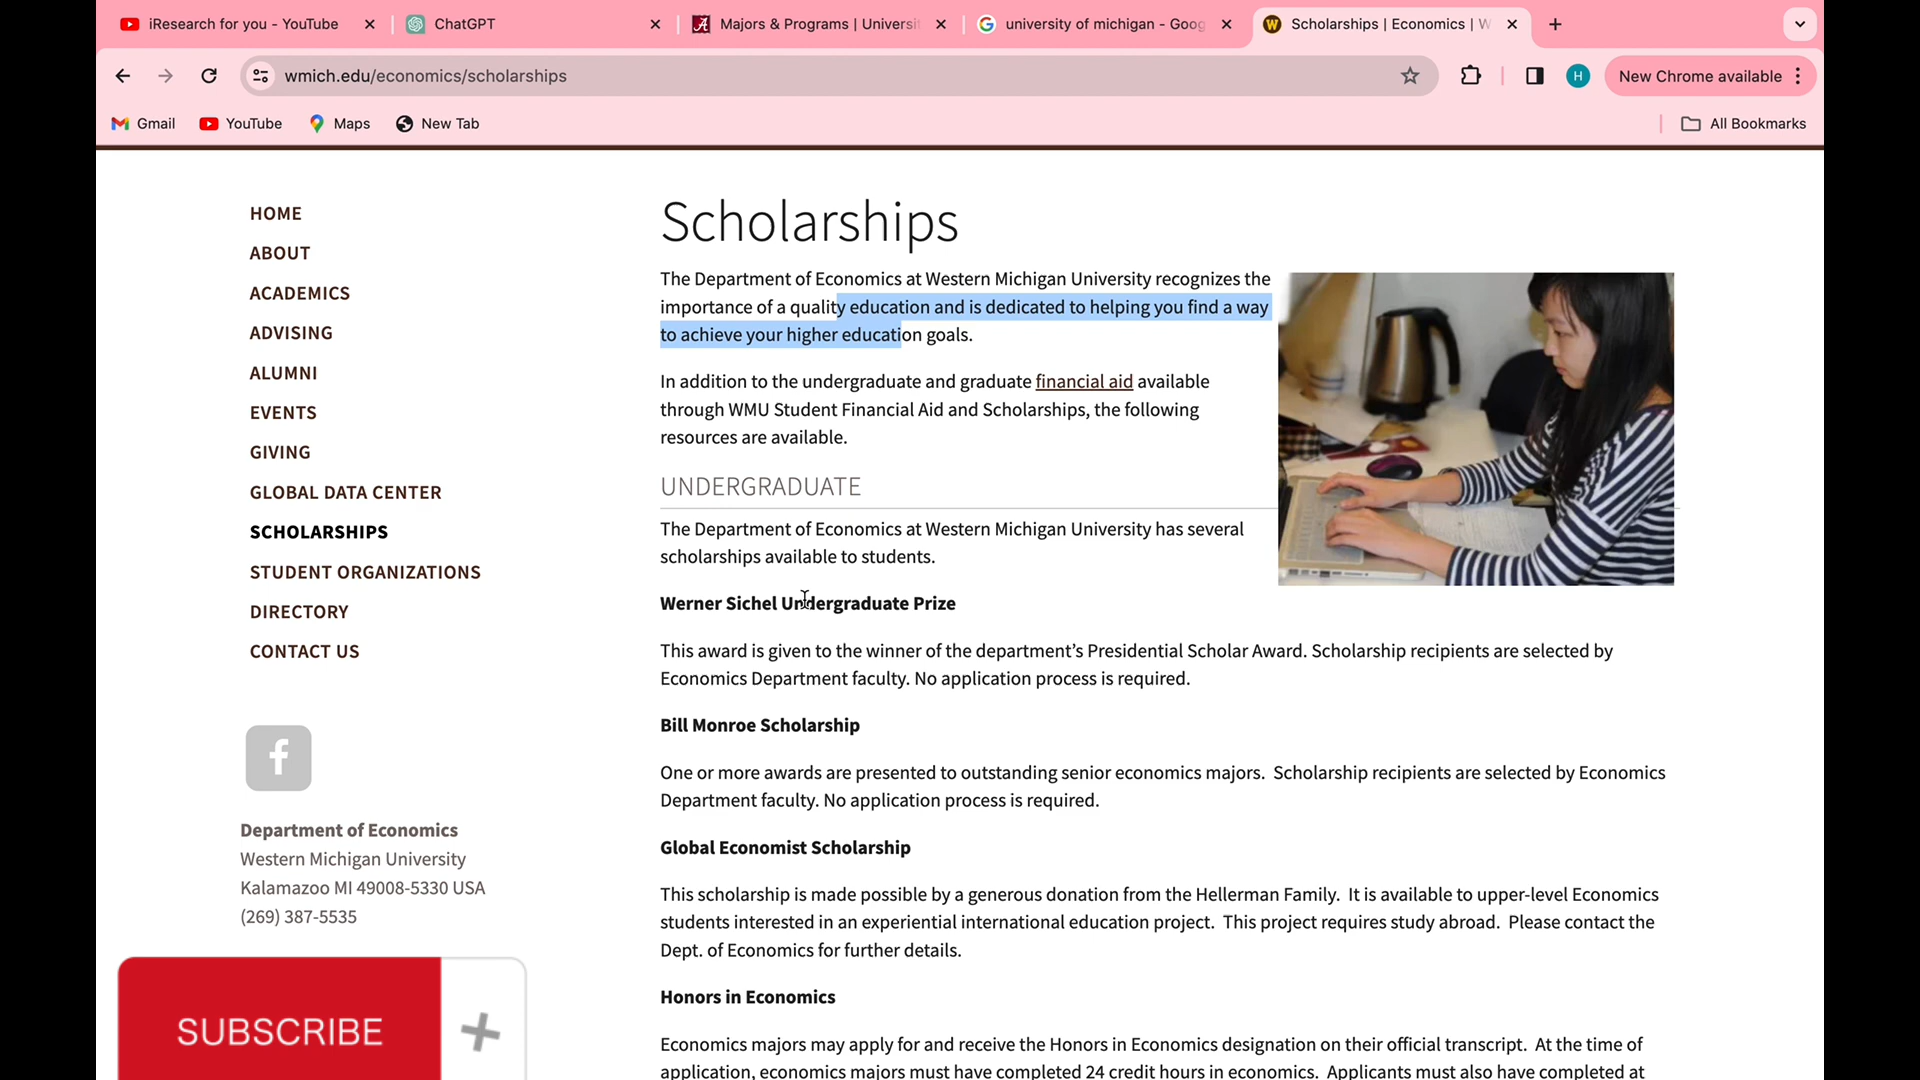 iResearch for you - YouTube
ChatGPT
Majors & Programs | Universi
university of michigan - Goog
Scholarships | Economics | W
wmich.edu/economics/scholarships
H
New Chrome available
Gmail
YouTube
Maps
New Tab
All Bookmarks
HOME
ABOUT
ACADEMICS
ADVISING
ALUMNI
EVENTS
GIVING
GLOBAL DATA CENTER
SCHOLARSHIPS
STUDENT ORGANIZATIONS
DIRECTORY
CONTACT US
f
Department of Economics
Western Michigan University
Kalamazoo MI 49008-5330 USA
(269) 387-5535
SUBSCRIBE
Scholarships
The Department of Economics at Western Michigan University recognizes the
importance of a quality education and is dedicated to helping you find a way
to achieve your higher education goals.
In addition to the undergraduate and graduate financial aid available
through WMU Student Financial Aid and Scholarships, the following
resources are available.
UNDERGRADUATE
The Department of Economics at Western Michigan University has several
scholarships available to students.
Werner Sichel Undergraduate Prize
This award is given to the winner of the department's Presidential Scholar Award. Scholarship recipients are selected by
Economics Department faculty. No application process is required.
Bill Monroe Scholarship
One or more awards are presented to outstanding senior economics majors. Scholarship recipients are selected by Economics
Department faculty. No application process is required.
Global Economist Scholarship
This scholarship is made possible by a generous donation from the Hellerman Family. It is available to upper-level Economics
students interested in an experiential international education project. This project requires study abroad. Please contact the
Dept. of Economics for further details.
Honors in Economics
Economics majors may apply for and receive the Honors in Economics designation on their official transcript. At the time of
application, economics majors must have completed 24 credit hours in economics. Applicants must also have completed at